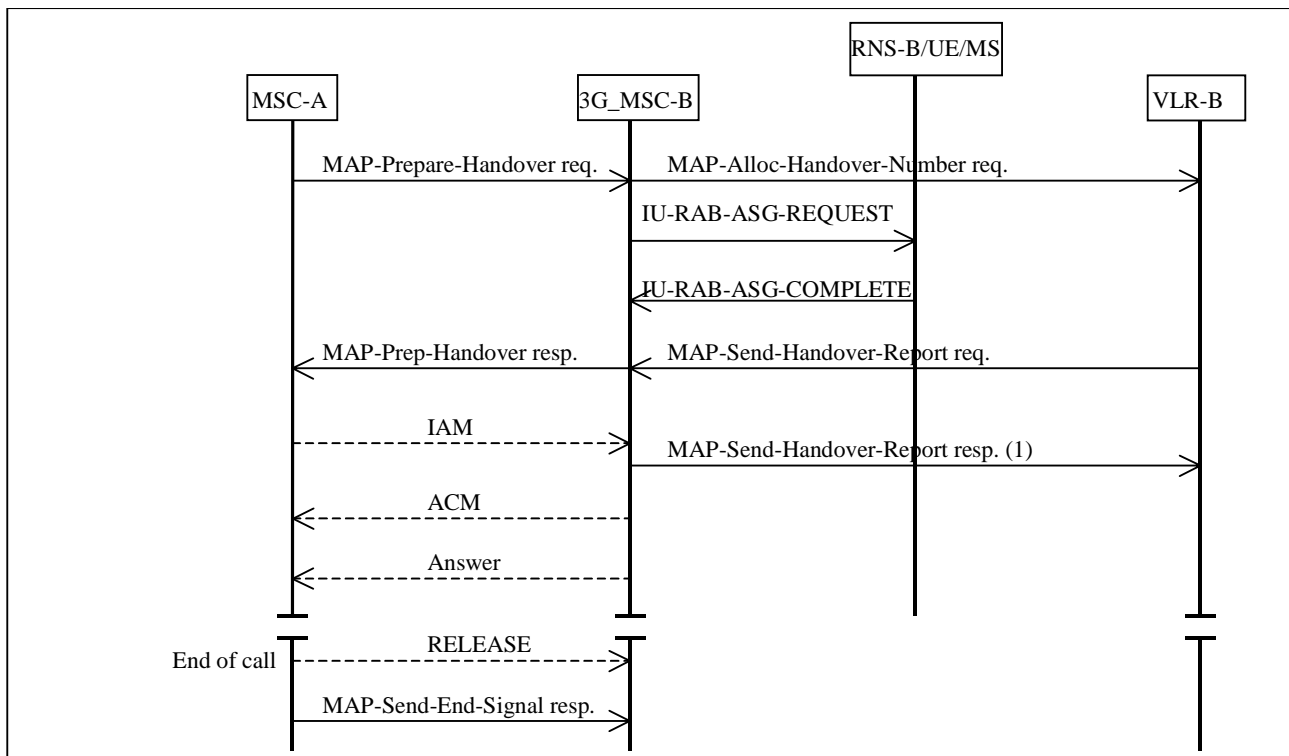 RNS-B/UE/MS
MSC-A
3G_MSC-B
VLR-B
MAP-Prepare-Handover req.
MAP-Alloc-Handover-Number req.
IU-RAB-ASG-REQUEST
IU-RAB-ASG-COMPLETE
MAP-Prep-Handover resp.
MAP-Send-Handover-Report req.
IAM
MAP-Send-Handover-Report resp. (1)
ACM
Answer
RELEASE
End of call
MAP-Send-End-Signal resp.